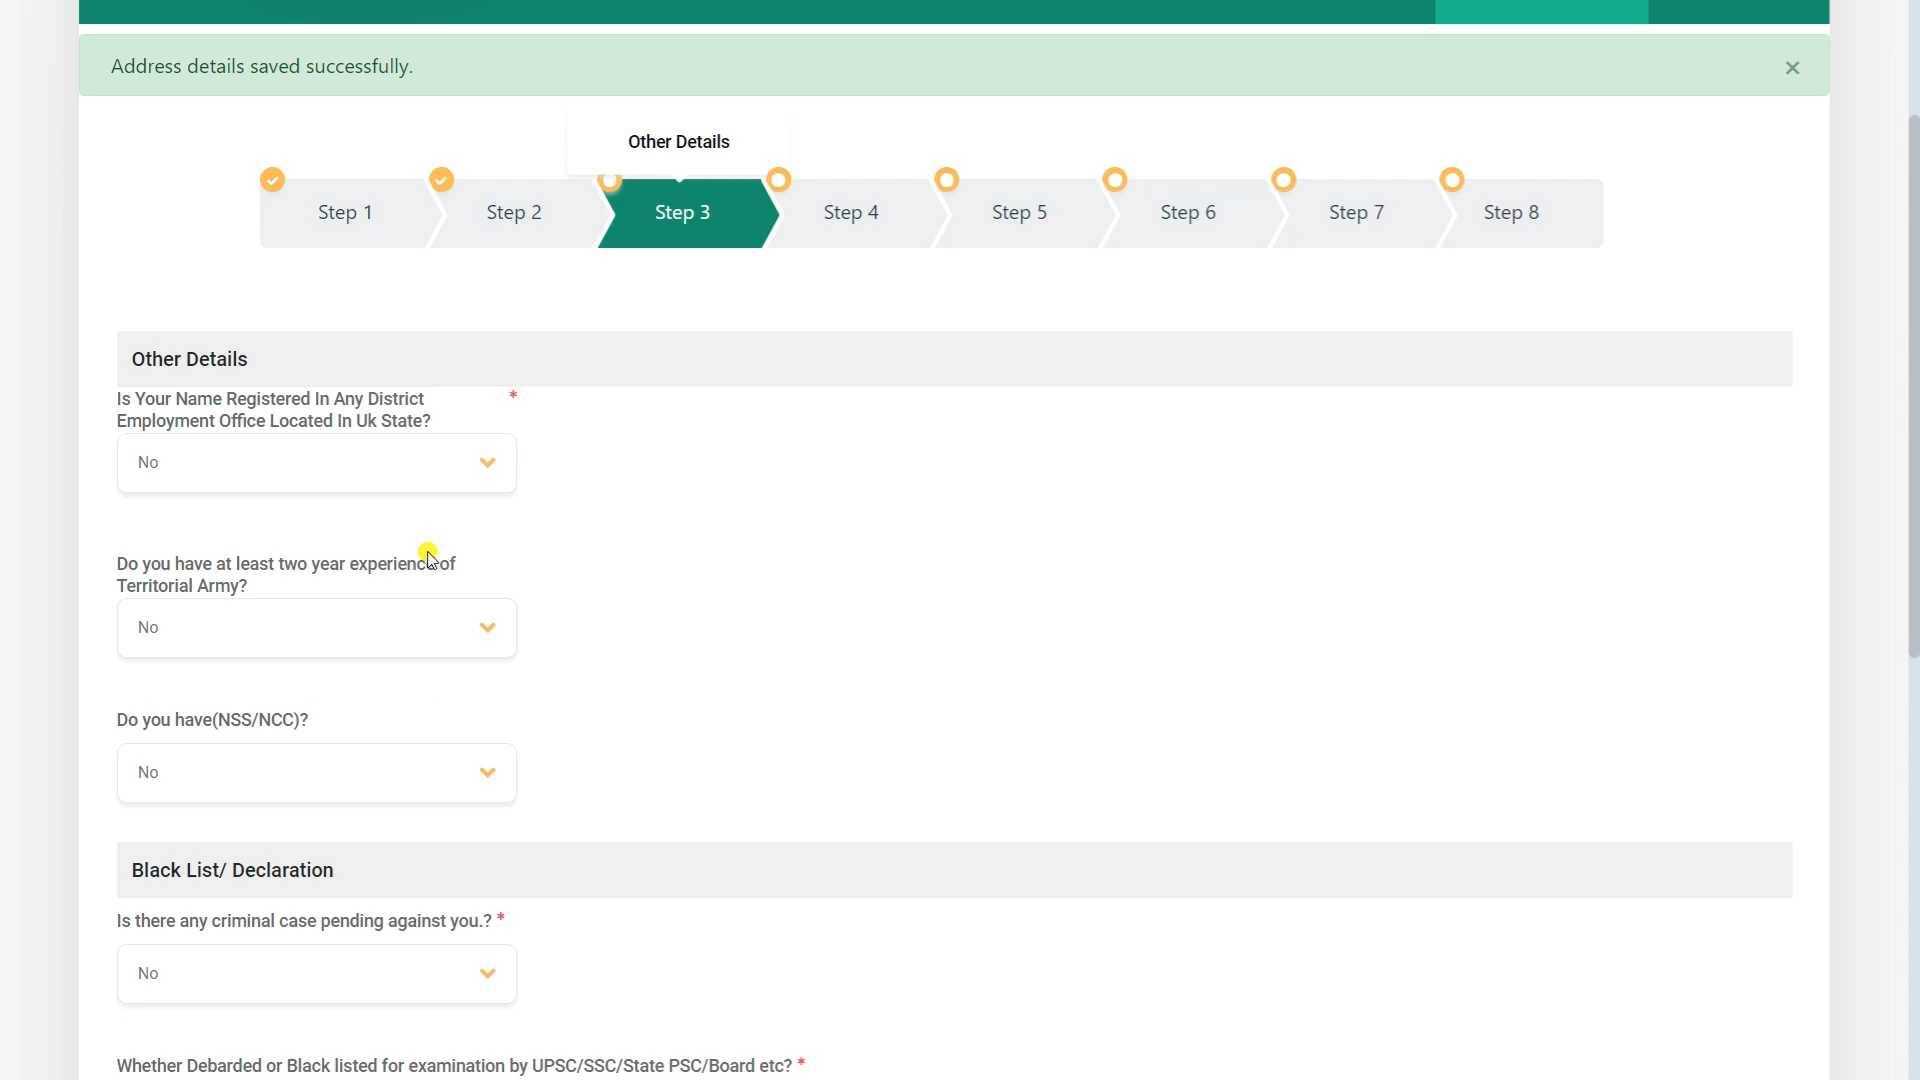 Address details saved successfully.
×
Other Details
Step 1
Step 2
Step 3
Step 4
Step 5
Step 6
Step 7
Step 8
Other Details
Is Your Name Registered In Any District *
Employment Office Located In Uk State?
No
Do you have at least two year experience of
Territorial Army?
No
Do you have(NSS/NCC)?
No
Black List/ Declaration
Is there any criminal case pending against you.? *
No
Whether Debarded or Black listed for examination by UPSC/SSC/State PSC/Board etc? *